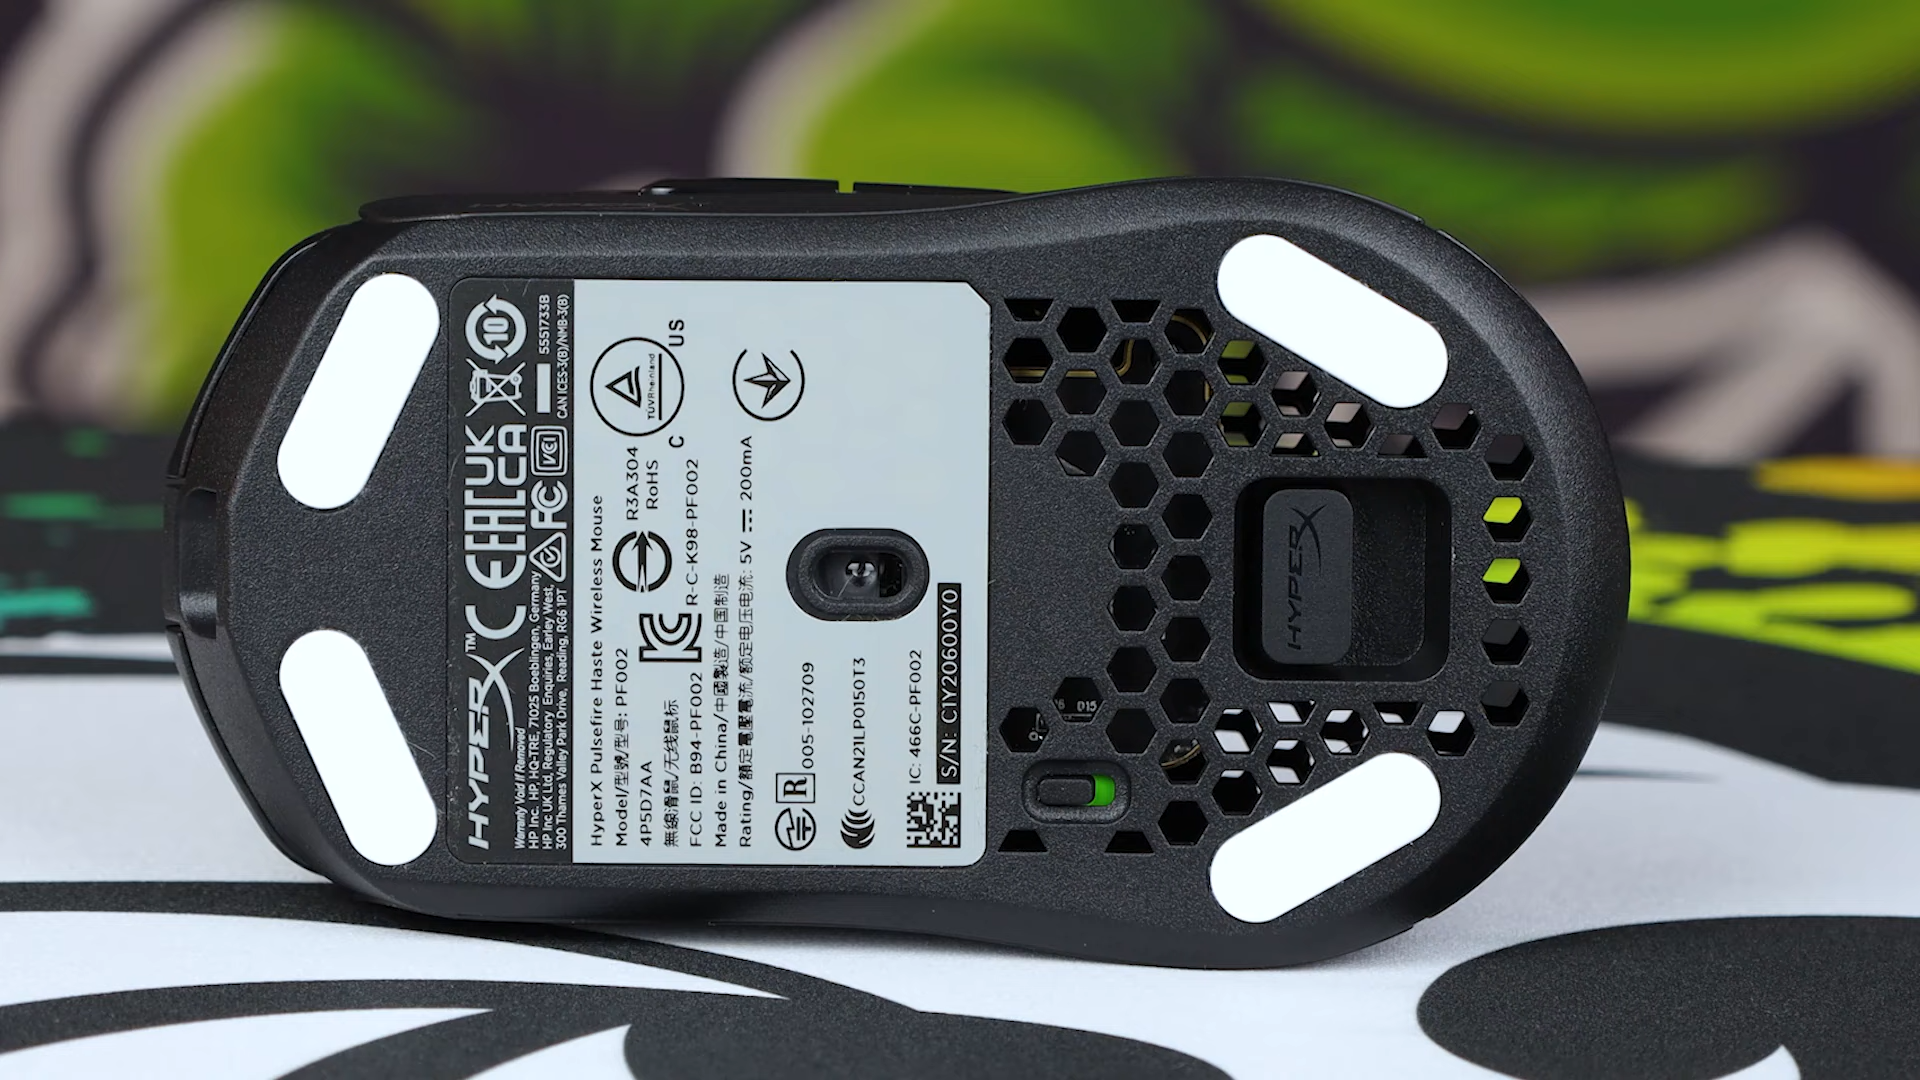 HYPERX™
Warranty Void If Removed
HP Inc. HP, HQ-TRE, 71025 Boeblingen, Germany
HP Inc UK Ltd, Regulatory Enquiries, Earley West,
300 Thames Valley Park Drive, Reading, RG6 1PT
CE EAC UK
CA
FC
VCI
10
5551733B
CAN ICES-3(B)/NMB-3(B)
HyperX Pulsefire Haste Wireless Mouse
Model/型號/型号: PF002
4P5D7AA
無線滑鼠/无线鼠标
FCC ID: B94-PF002
Made in China/中國製造/中国制造
Rating/額定電壓電流/额定电压电流: 5V ⎓ 200mA
R3A304
RoHS
R-C-K98-PF002
TÜVRheinland
C US
R 005-102709
CCAN21LP0150T3
IC: 466C-PF002
S/N: C1Y20600Y0
HYPERX
D15